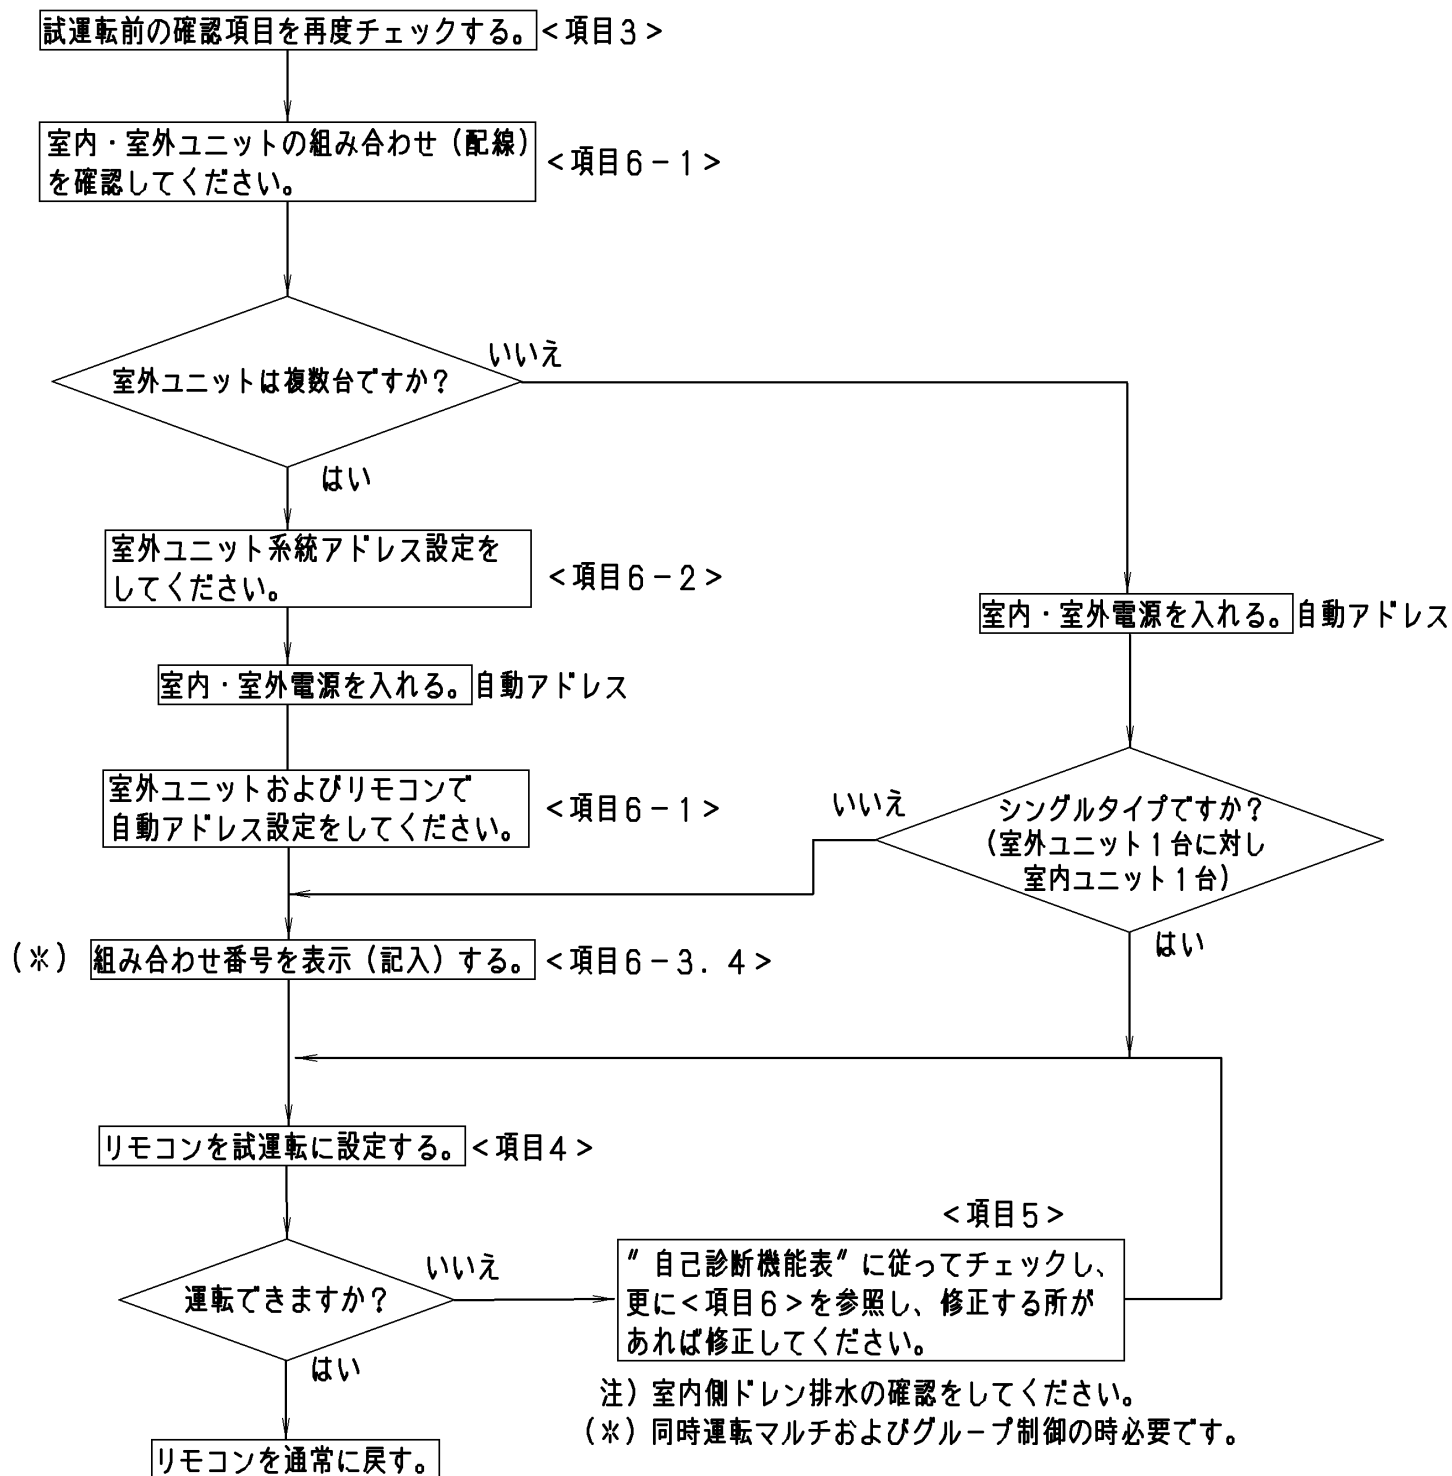 試運転前の確認項目を再度チェックする。<項目3>
室内・室外ユニットの組み合わせ（配線）
を確認してください。
<項目6－1>
室外ユニットは複数台ですか？
いいえ
はい
室外ユニット系統アドレス設定を
してください。
<項目6－2>
室内・室外電源を入れる。自動アドレス
室内・室外電源を入れる。自動アドレス
室外ユニットおよびリモコンで
自動アドレス設定をしてください。
<項目6－1>
いいえ
シングルタイプですか？
（室外ユニット1台に対し
室内ユニット1台）
はい
（※）組み合わせ番号を表示（記入）する。<項目6－3．4>
リモコンを試運転に設定する。<項目4>
運転できますか？
いいえ
はい
<項目5>
〃自己診断機能表〃に従ってチェックし、
更に<項目6>を参照し、修正する所が
あれば修正してください。
注）室内側ドレン排水の確認をしてください。
（※）同時運転マルチおよびグループ制御の時必要です。
リモコンを通常に戻す。